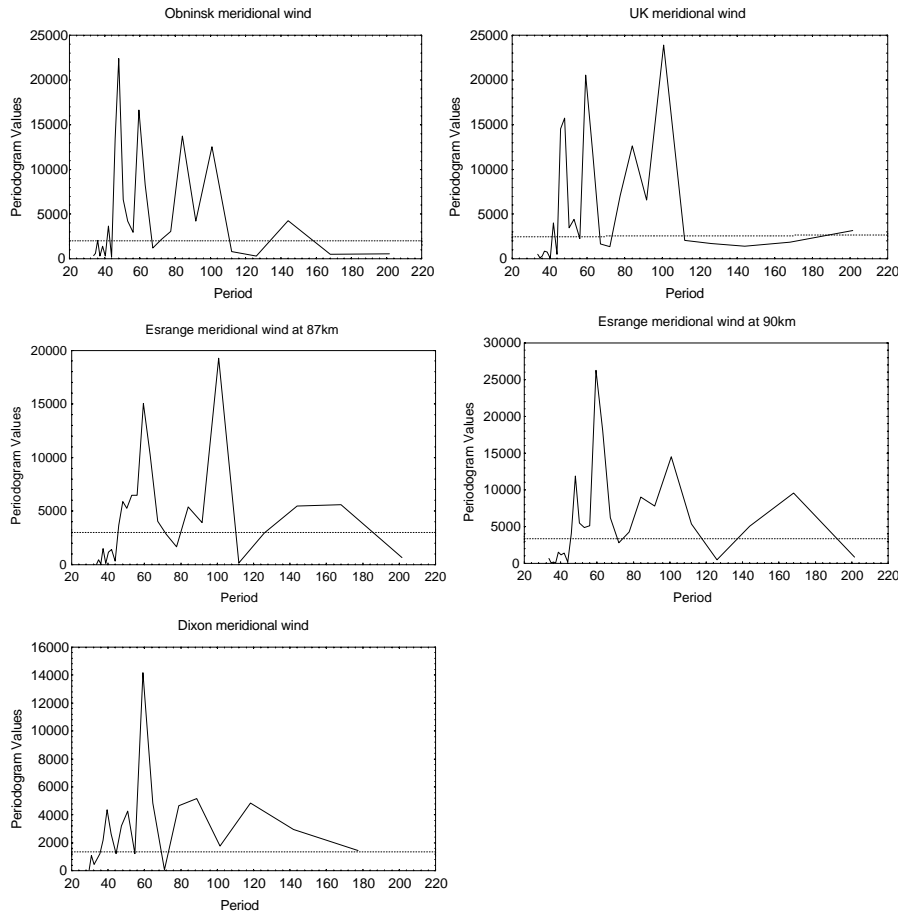 Obninsk meridional wind
25000
20000
15000
10000
5000
0
Periodogram Values
20 40 60 80 100 120 140 160 180 200 220
Period
UK meridional wind
25000
20000
15000
10000
5000
0
Periodogram Values
20 40 60 80 100 120 140 160 180 200 220
Period
Esrange meridional wind at 87km
20000
15000
10000
5000
0
Periodogram Values
20 40 60 80 100 120 140 160 180 200 220
Period
Esrange meridional wind at 90km
30000
25000
20000
15000
10000
5000
0
Periodogram Values
20 40 60 80 100 120 140 160 180 200 220
Period
Dixon meridional wind
16000
14000
12000
10000
8000
6000
4000
2000
0
Periodogram Values
20 40 60 80 100 120 140 160 180 200 220
Period